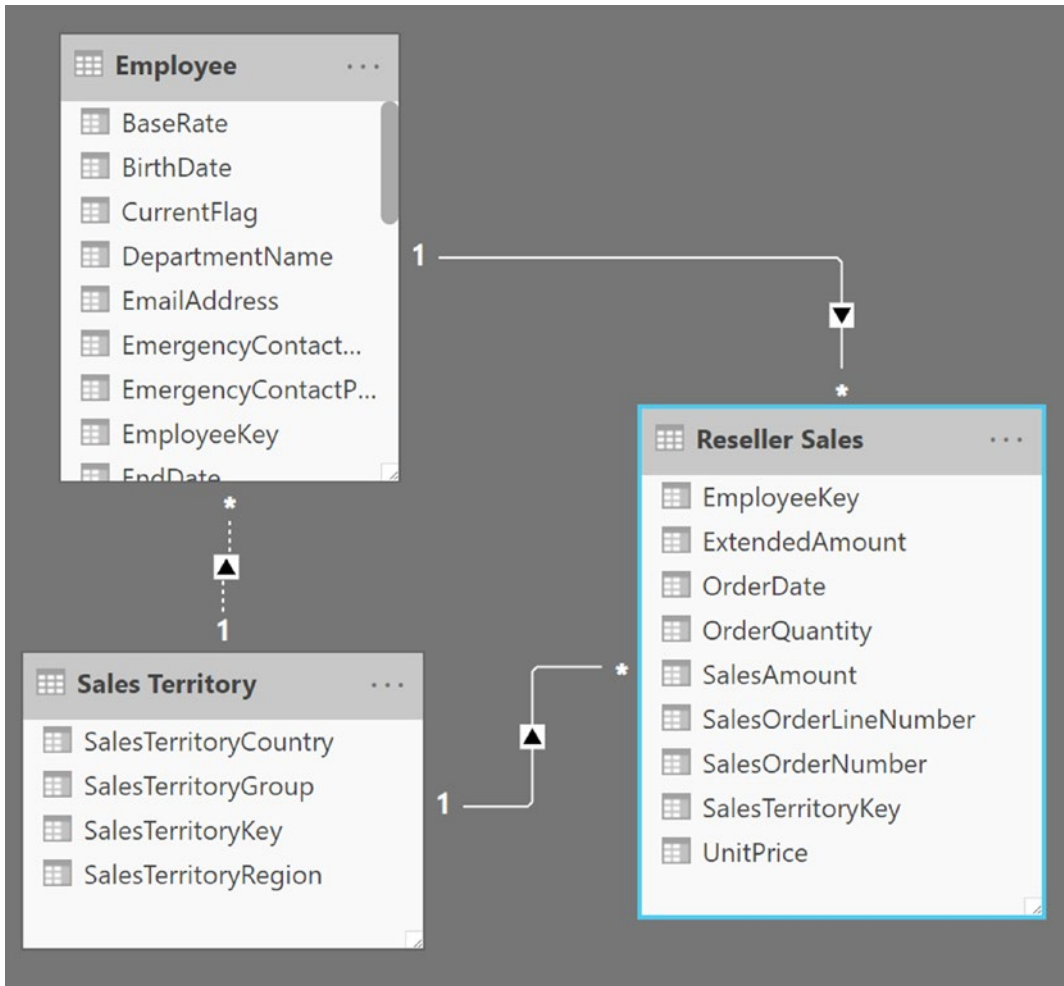 Employee ...
BaseRate
BirthDate
CurrentFlag
DepartmentName
EmailAddress
EmergencyContact...
EmergencyContactP...
EmployeeKey
EndDate
1
*
*
1
Reseller Sales ...
EmployeeKey
ExtendedAmount
OrderDate
OrderQuantity
SalesAmount
SalesOrderLineNumber
SalesOrderNumber
SalesTerritoryKey
UnitPrice
Sales Territory ...
SalesTerritoryCountry
SalesTerritoryGroup
SalesTerritoryKey
SalesTerritoryRegion
1
*